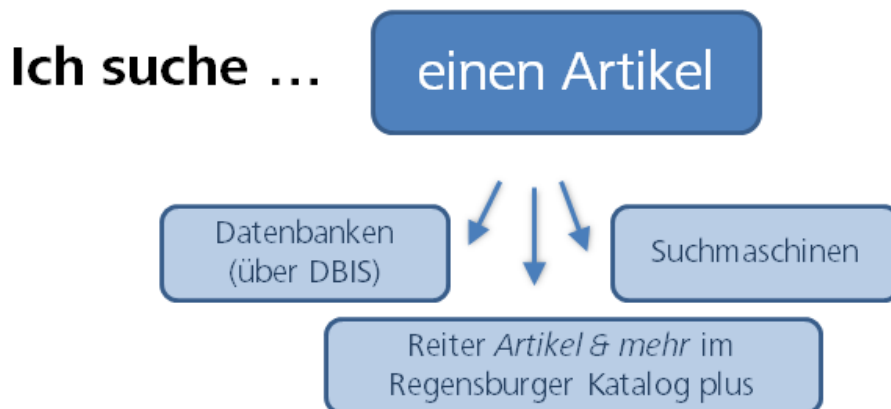 Ich suche ... einen Artikel
Datenbanken
(über DBIS)
Suchmaschinen
Reiter Artikel & mehr im
Regensburger Katalog plus